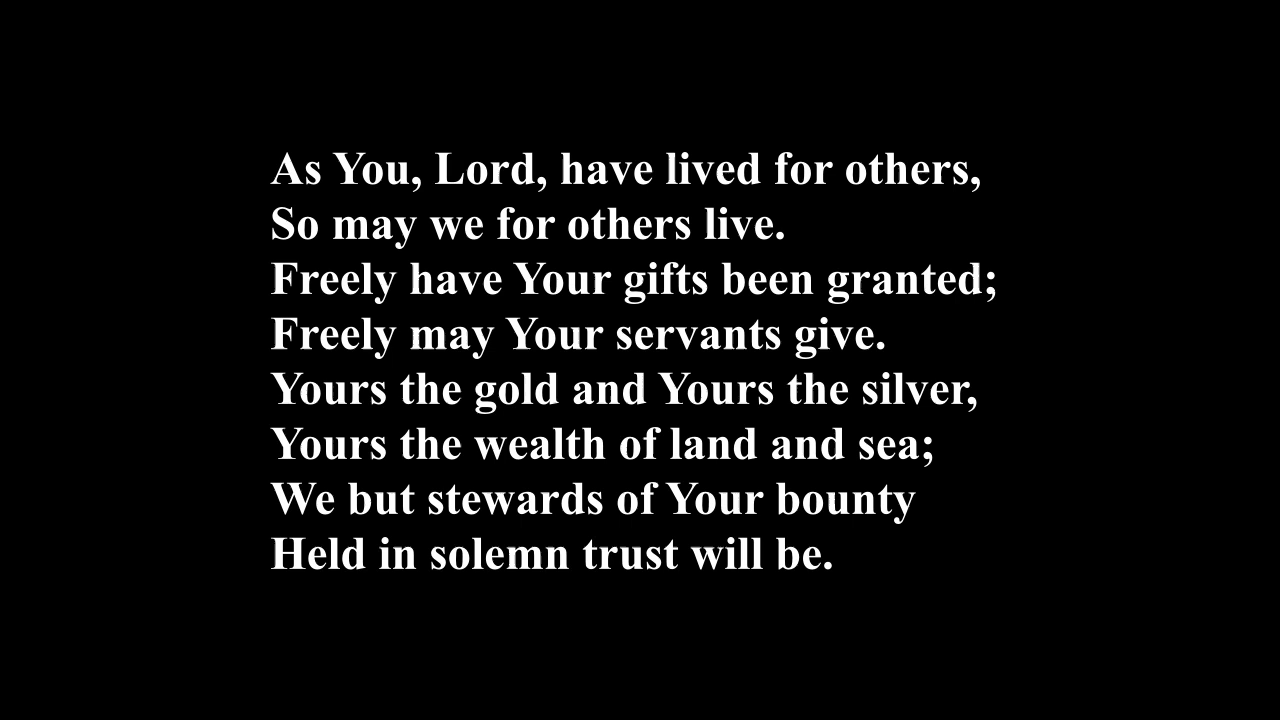 As You, Lord, have lived for others,
So may we for others live.
Freely have Your gifts been granted;
Freely may Your servants give.
Yours the gold and Yours the silver,
Yours the wealth of land and sea;
We but stewards of Your bounty
Held in solemn trust will be.